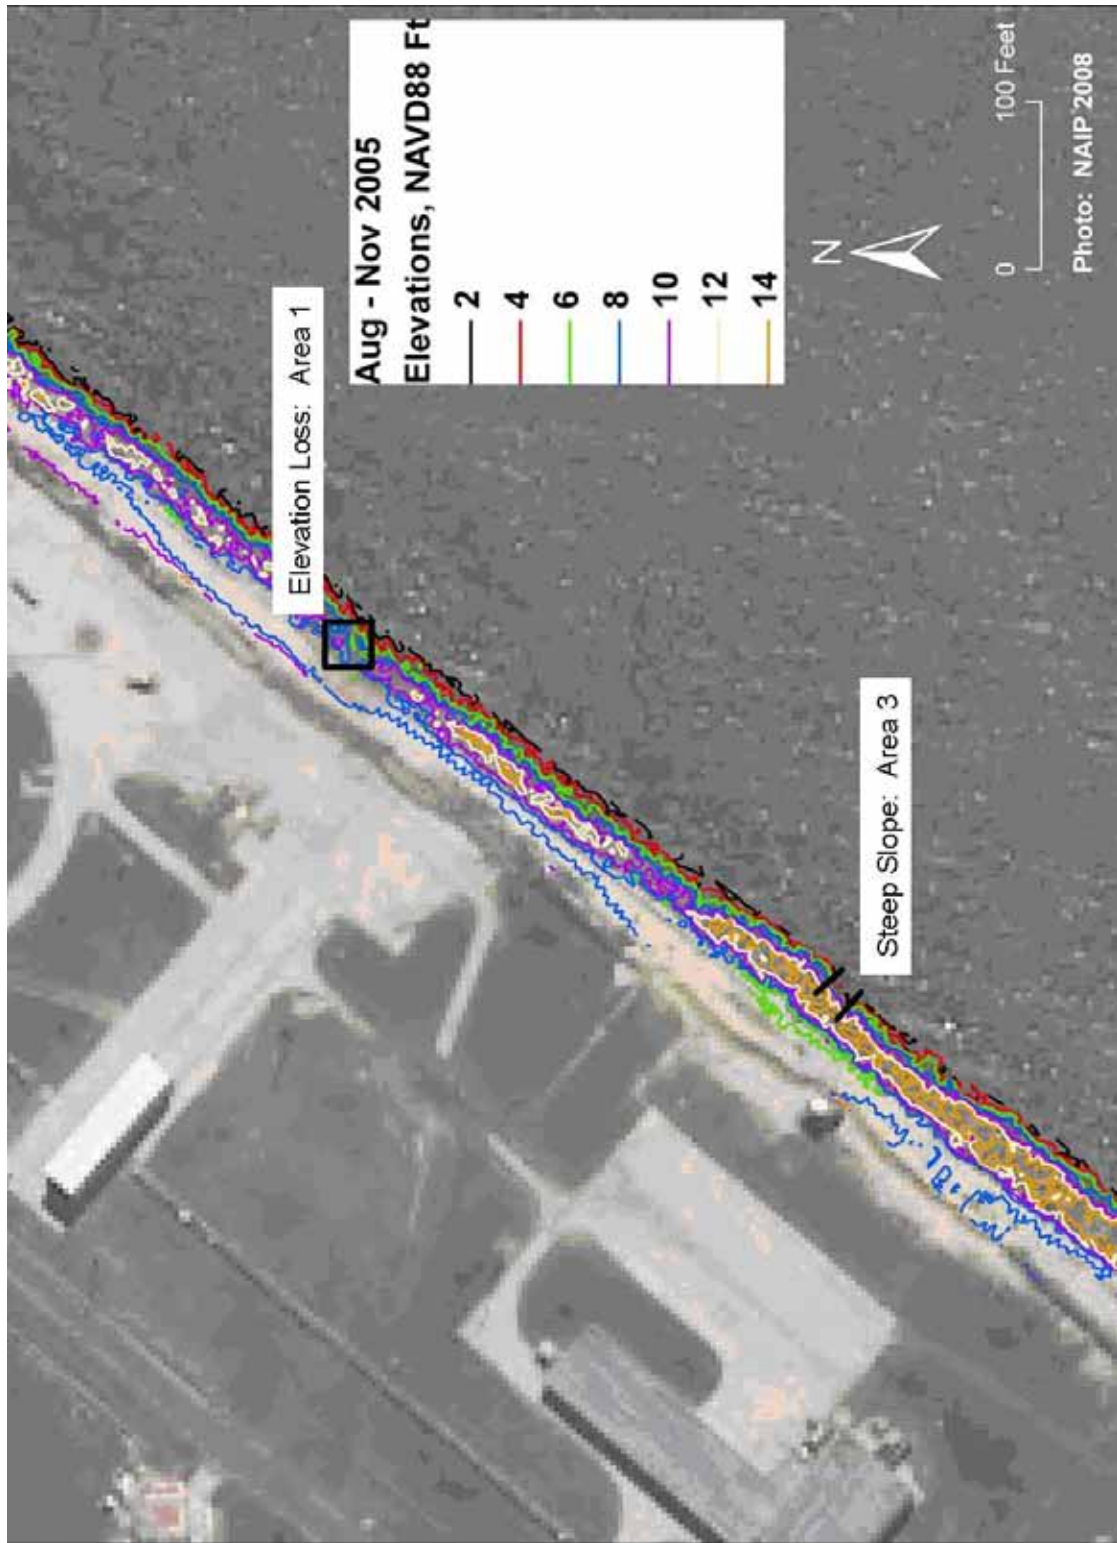 Elevation Loss: Area 1
Aug - Nov 2005
Elevations, NAVD88 Ft
2
4
6
8
10
12
14
Steep Slope: Area 3
N
0 100 Feet
Photo: NAIP 2008